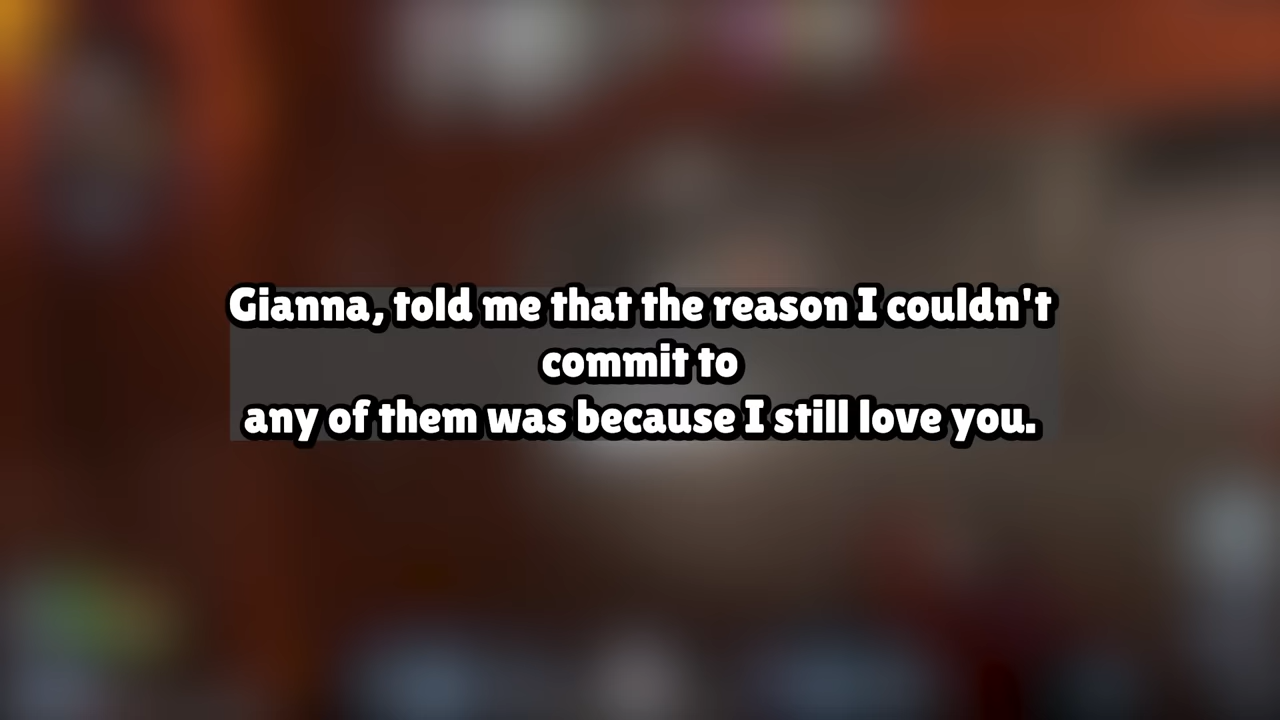 Gianna, told me that the reason I couldn't
commit to
any of them was because I still love you.